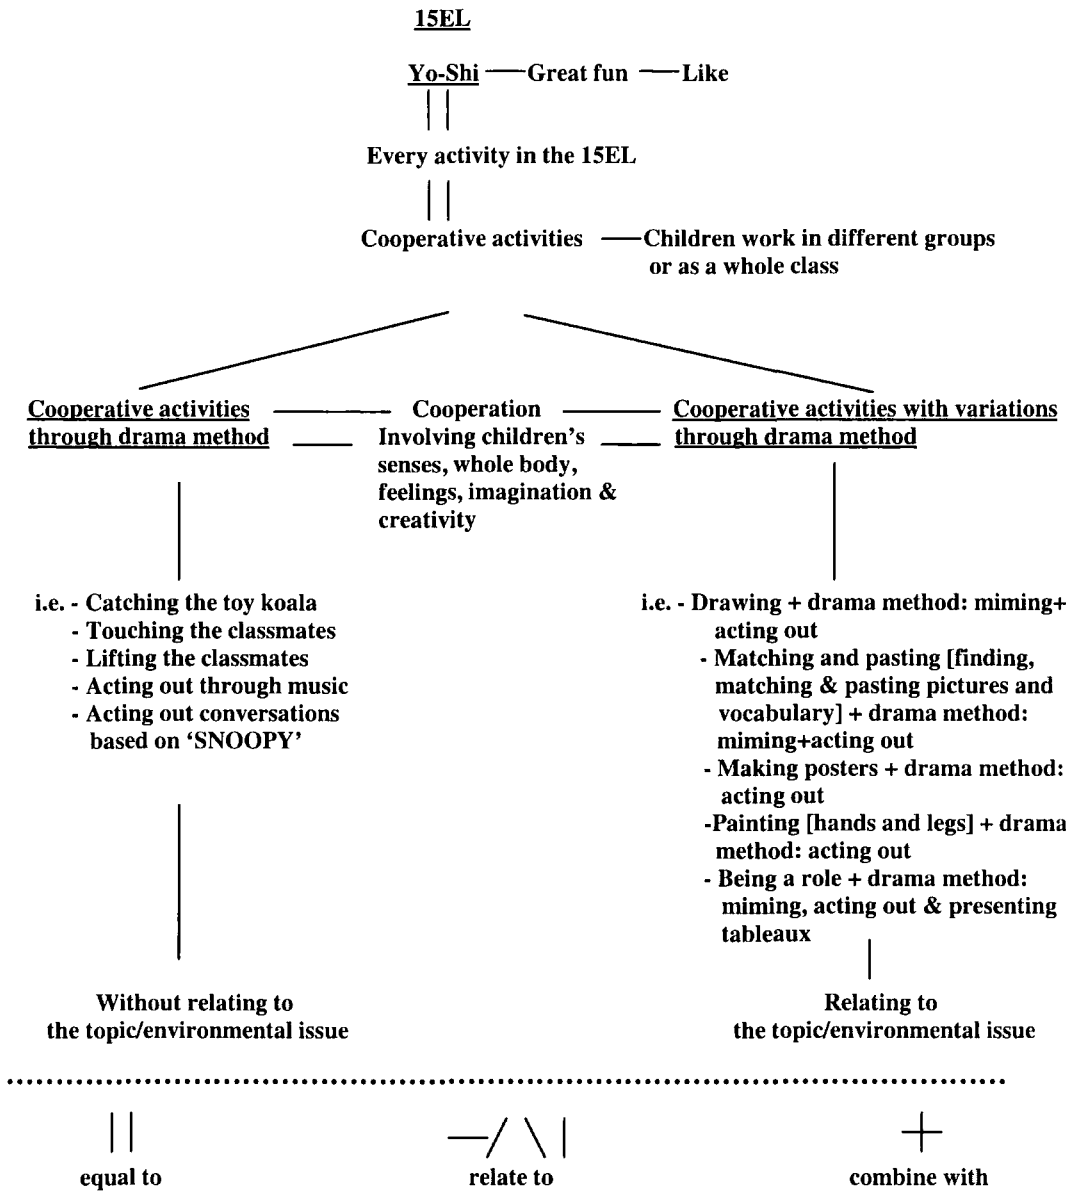 15EL
Yo-Shi — Great fun — Like
Every activity in the 15EL
Cooperative activities — Children work in different groups
or as a whole class
Cooperative activities
through drama method
Cooperation
Involving children's
senses, whole body,
feelings, imagination &
creativity
Cooperative activities with variations
through drama method
i.e. - Catching the toy koala
- Touching the classmates
- Lifting the classmates
- Acting out through music
- Acting out conversations
based on ‘SNOOPY’
Without relating to
the topic/environmental issue
i.e. - Drawing + drama method: miming+
acting out
- Matching and pasting [finding,
matching & pasting pictures and
vocabulary] + drama method:
miming+acting out
- Making posters + drama method:
acting out
-Painting [hands and legs] + drama
method: acting out
- Being a role + drama method:
miming, acting out & presenting
tableaux
Relating to
the topic/environmental issue
equal to
relate to
combine with